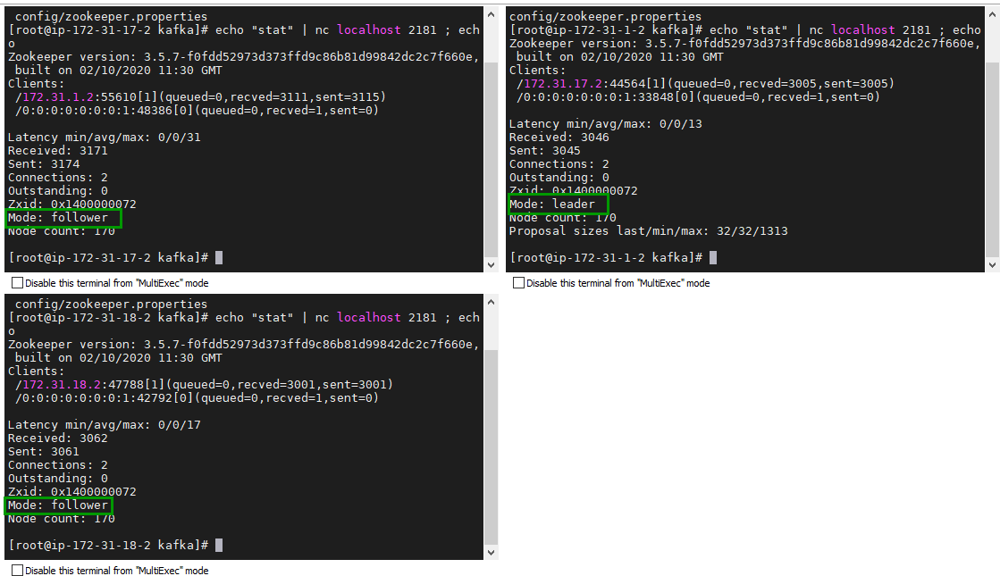 config/zookeeper.properties
[root@ip-172-31-17-2 kafka]# echo "stat" | nc localhost 2181 ; ech
o
Zookeeper version: 3.5.7-f0fdd52973d373ffd9c86b81d99842dc2c7f660e,
built on 02/10/2020 11:30 GMT
Clients:
/172.31.1.2:55610[1](queued=0,recved=3111,sent=3115)
/0:0:0:0:0:0:0:1:48386[0](queued=0,recved=1,sent=0)
Latency min/avg/max: 0/0/31
Received: 3171
Sent: 3174
Connections: 2
Outstanding: 0
Zxid: 0x1400000072
Mode: follower
Node count: 170
[root@ip-172-31-17-2 kafka]#
Disable this terminal from "MultiExec" mode
config/zookeeper.properties
[root@ip-172-31-1-2 kafka]# echo "stat" | nc localhost 2181 ; echo
Zookeeper version: 3.5.7-f0fdd52973d373ffd9c86b81d99842dc2c7f660e,
built on 02/10/2020 11:30 GMT
Clients:
/172.31.17.2:44564[1](queued=0,recved=3005,sent=3005)
/0:0:0:0:0:0:0:1:33848[0](queued=0,recved=1,sent=0)
Latency min/avg/max: 0/0/13
Received: 3046
Sent: 3045
Connections: 2
Outstanding: 0
Zxid: 0x1400000072
Mode: leader
Node count: 170
Proposal sizes last/min/max: 32/32/1313
[root@ip-172-31-1-2 kafka]#
Disable this terminal from "MultiExec" mode
config/zookeeper.properties
[root@ip-172-31-18-2 kafka]# echo "stat" | nc localhost 2181 ; ech
o
Zookeeper version: 3.5.7-f0fdd52973d373ffd9c86b81d99842dc2c7f660e,
built on 02/10/2020 11:30 GMT
Clients:
/172.31.18.2:47788[1](queued=0,recved=3001,sent=3001)
/0:0:0:0:0:0:0:1:42792[0](queued=0,recved=1,sent=0)
Latency min/avg/max: 0/0/17
Received: 3062
Sent: 3061
Connections: 2
Outstanding: 0
Zxid: 0x1400000072
Mode: follower
Node count: 170
[root@ip-172-31-18-2 kafka]#
Disable this terminal from "MultiExec" mode